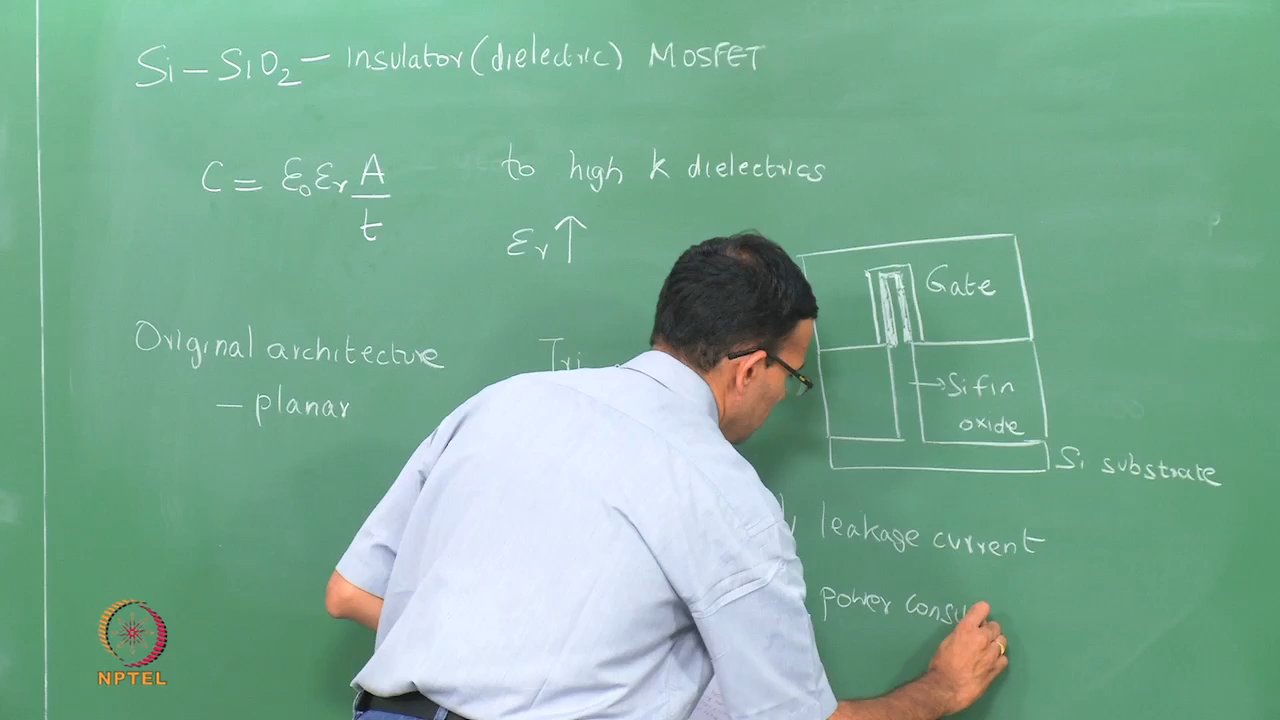 Si – SiO2 – Insulator (dielectric) MOSFET
C = ε0 εr A/t
to high k dielectrics
εr ↑
Original architecture
– planar
Tri
Gate
→ Si fin
oxide
Si substrate
leakage current
power consu
NPTEL